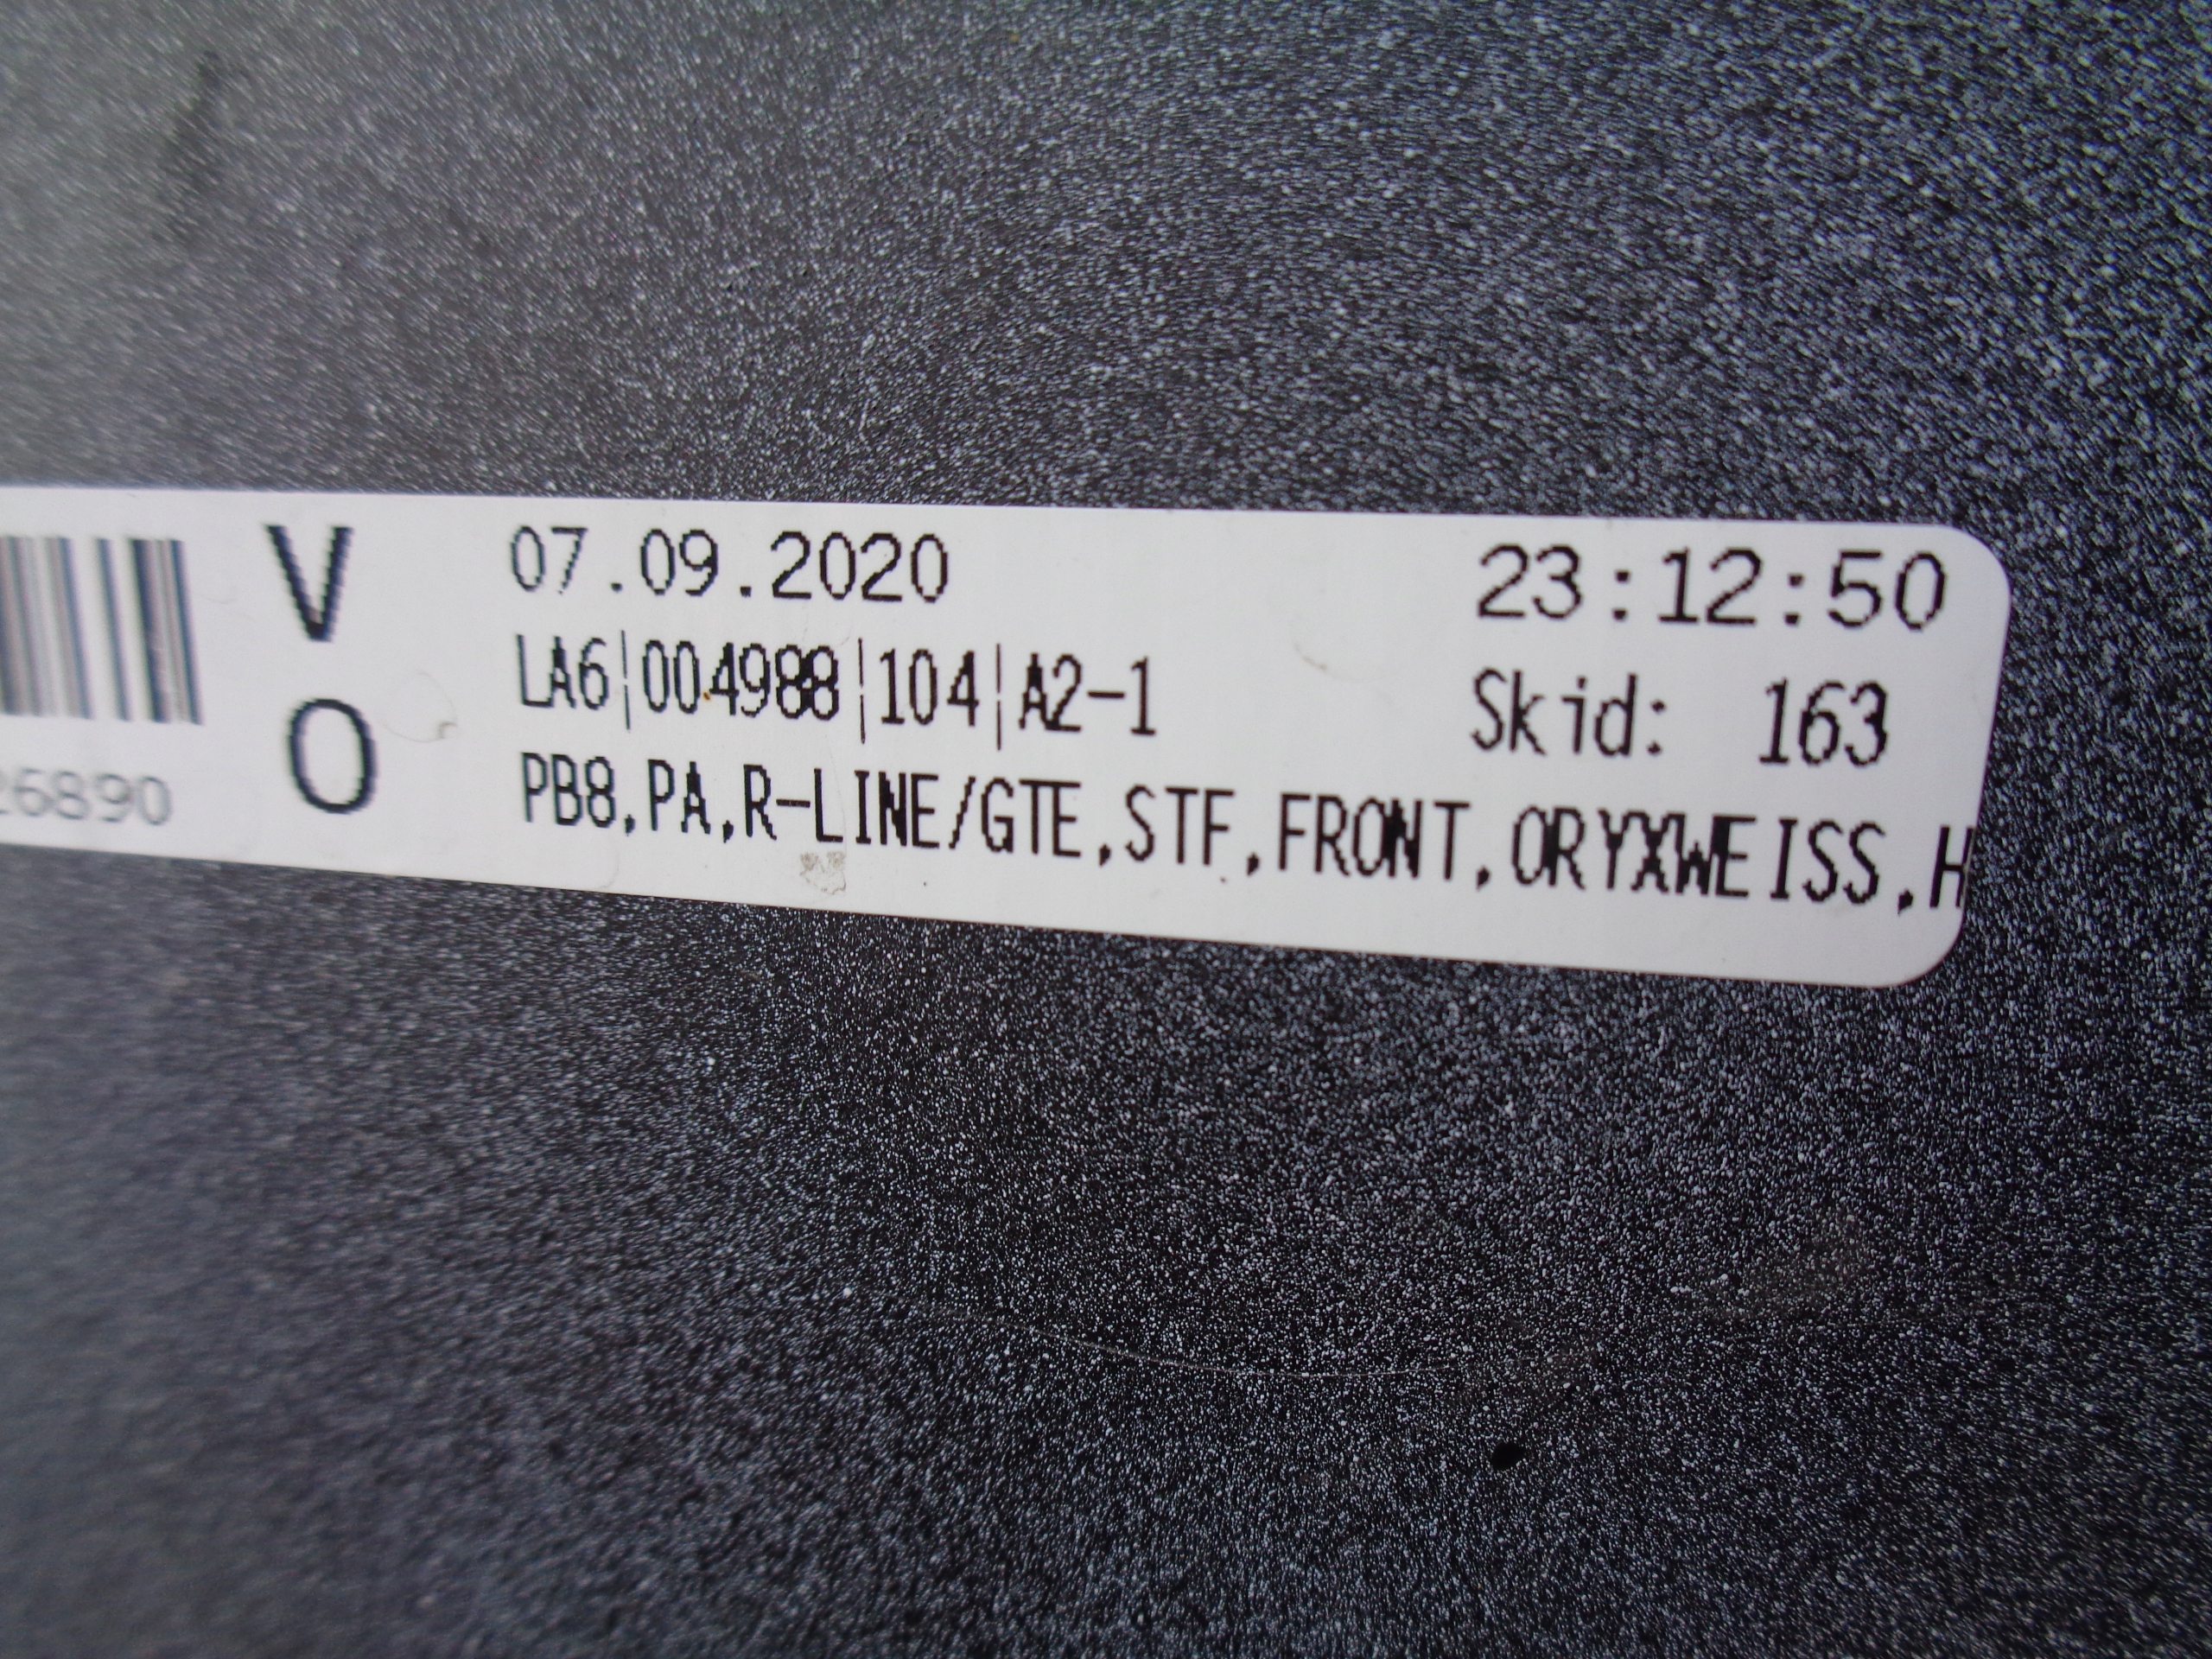 V 07.09.2020 23:12:50
LA6|004988|104|A2-1 Skid: 163
O PB8,PA,R-LINE/GTE,STF,FRONT,ORYXWEISS,H
26890